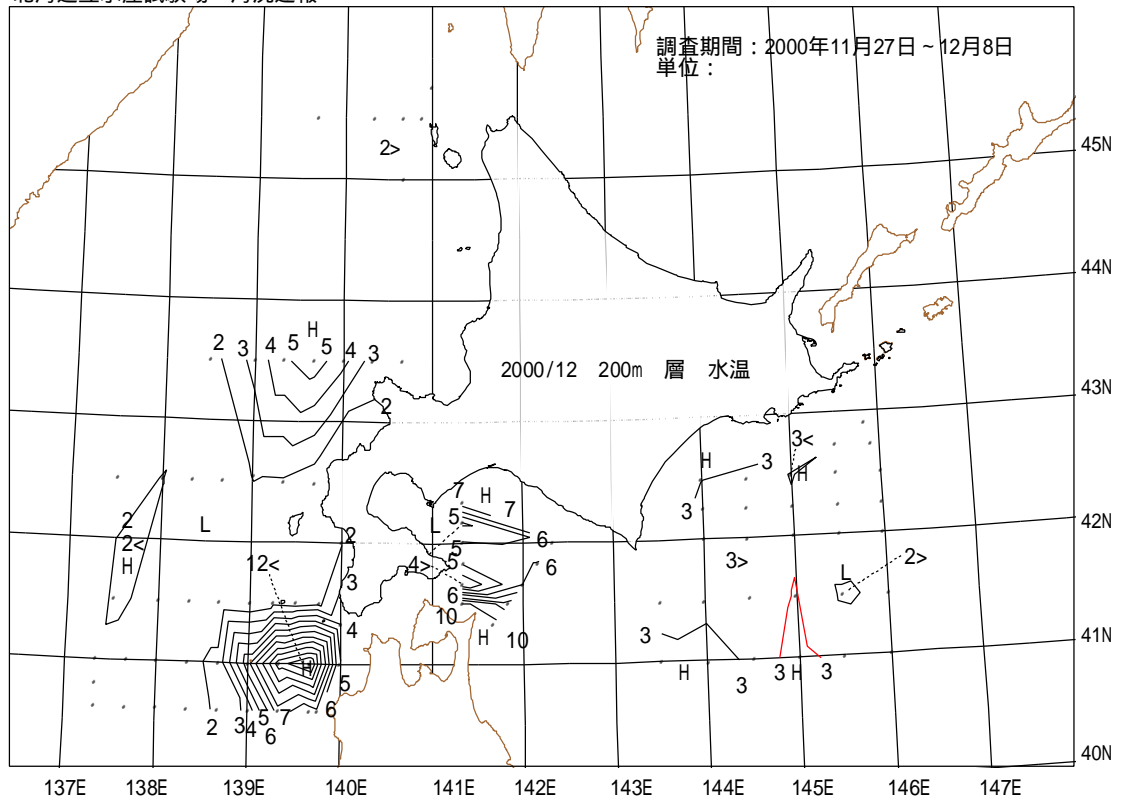 調査期間：2000年11月27日～12月8日
単位：
45N
2>
44N
H
2 3 4 5 5 4 3
2000/12 200m 層 水温
43N
2
3<
H 3 H
7 H 7
3
2 L 5 L 6
42N
2< 2
H 12< 5 5 4> 6 3> L 2>
3 6
4 10 H 10
3
41N
H
H 3 H 3
5 3
2 3 4 5 6 7 6
40N
137E 138E 139E 140E 141E 142E 143E 144E 145E 146E 147E